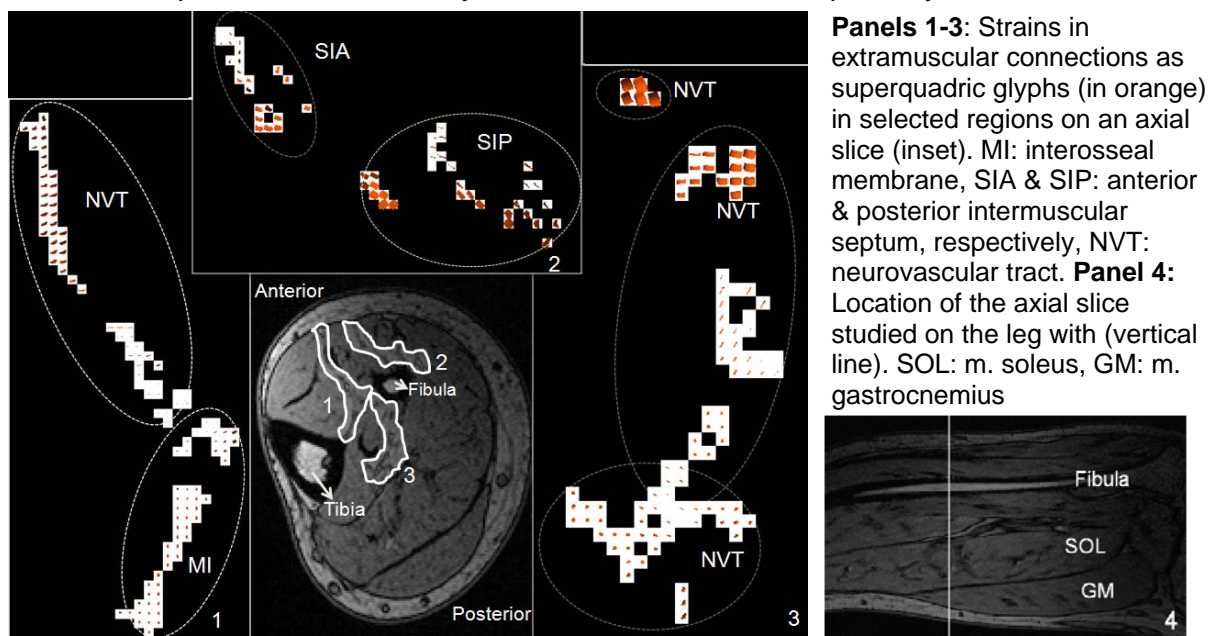 SIA
NVT
NVT
SIP
NVT
2
Anterior
2
Fibula
1
3
Tibia
MI
NVT
1
Posterior
3
Panels 1-3: Strains in
extramuscular connections as
superquadric glyphs (in orange)
in selected regions on an axial
slice (inset). MI: interosseal
membrane, SIA & SIP: anterior
& posterior intermuscular
septum, respectively, NVT:
neurovascular tract. Panel 4:
Location of the axial slice
studied on the leg with (vertical
line). SOL: m. soleus, GM: m.
gastrocnemius
Fibula
SOL
GM
4